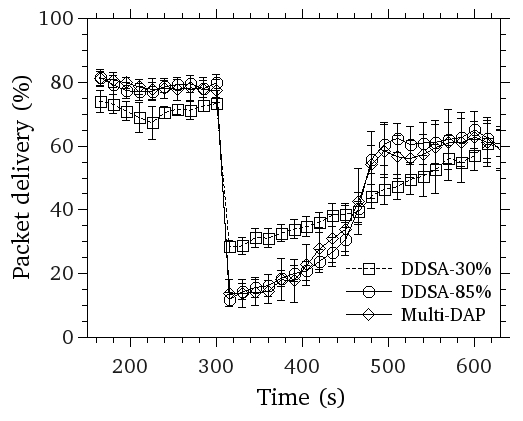 100
80
60
40
20
0
Packet delivery (%)
DDSA-30%
DDSA-85%
Multi-DAP
200 300 400 500 600
Time (s)